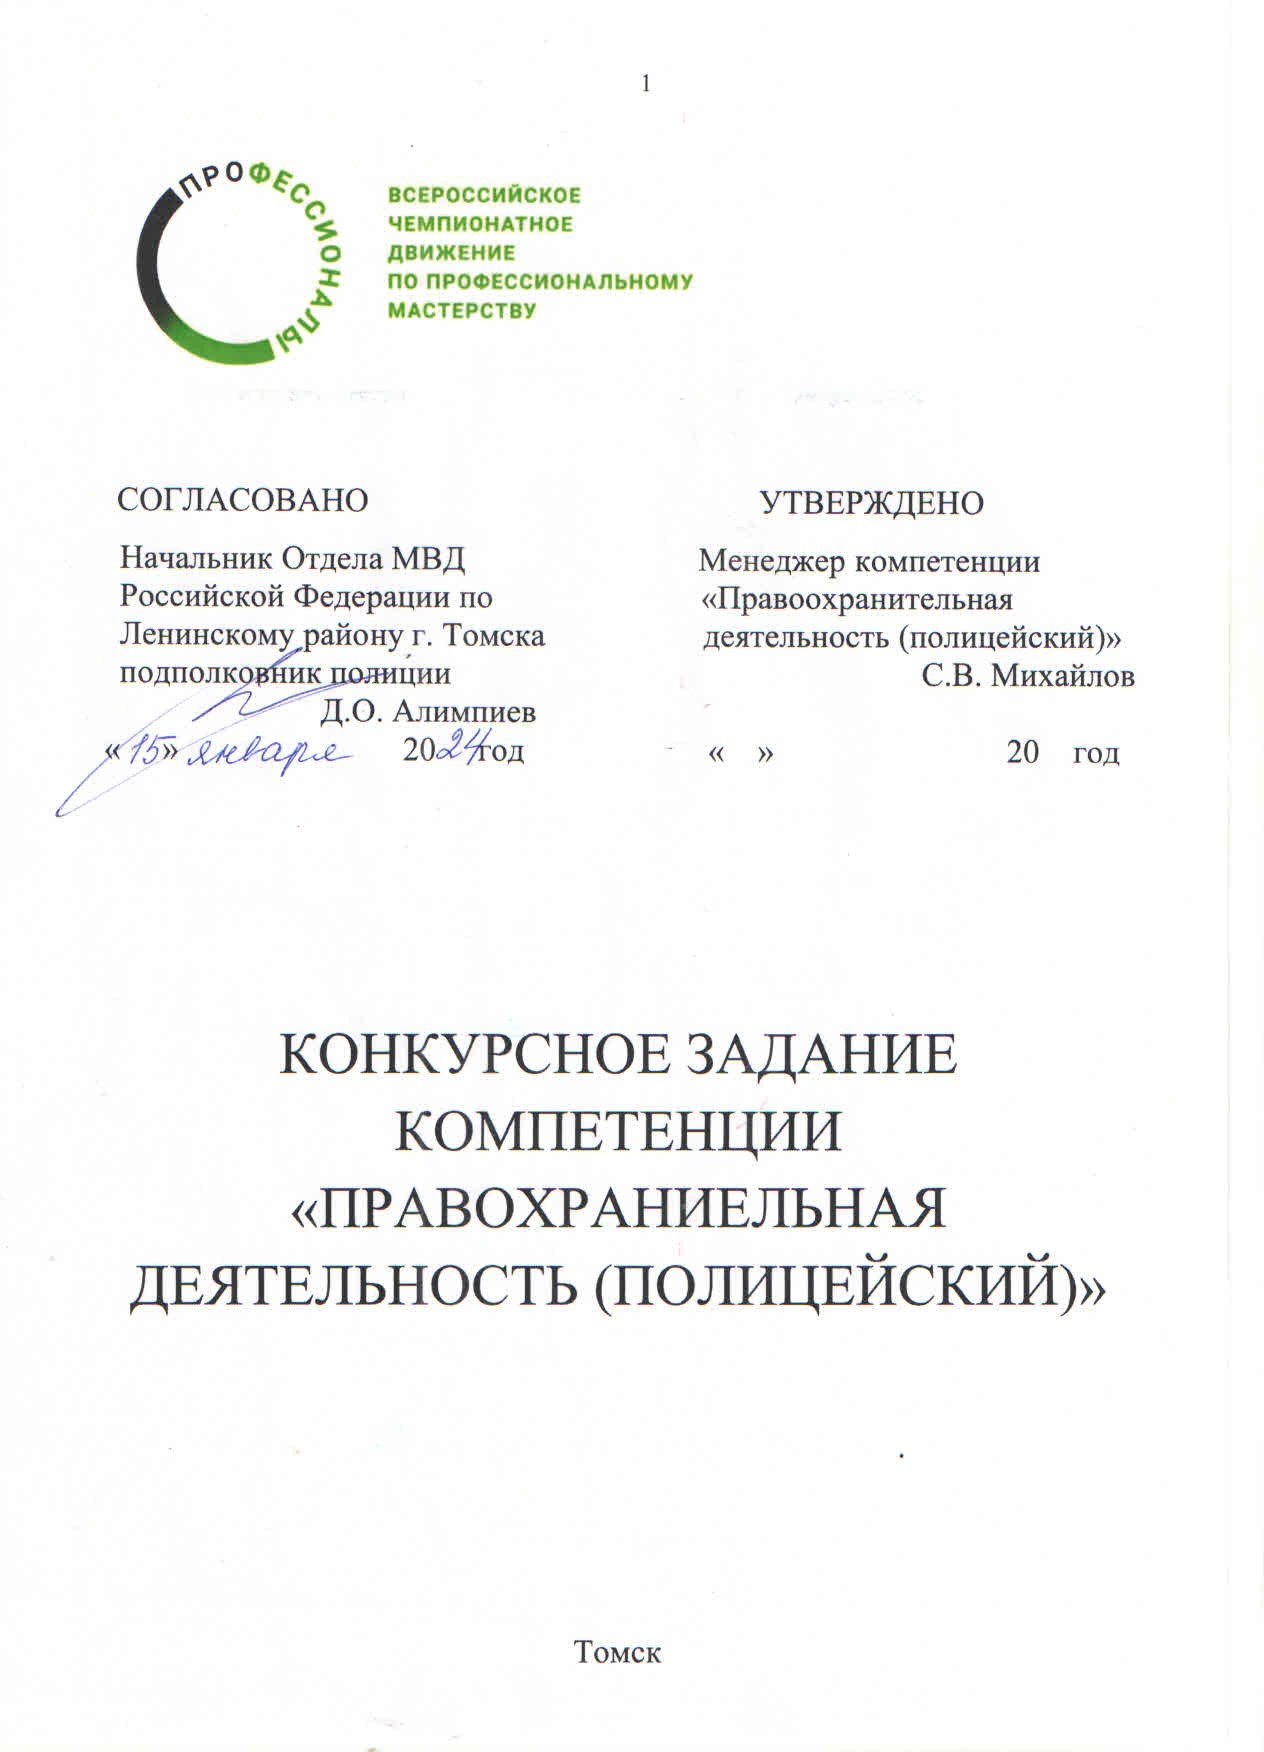 1
ПРОФЕССИОНАЛЫ
ВСЕРОССИЙСКОЕ
ЧЕМПИОНАТНОЕ
ДВИЖЕНИЕ
ПО ПРОФЕССИОНАЛЬНОМУ
МАСТЕРСТВУ
СОГЛАСОВАНО
Начальник Отдела МВД
Российской Федерации по
Ленинскому району г. Томска
подполковник полиции
Д.О. Алимпиев
«15» января 2024 год
УТВЕРЖДЕНО
Менеджер компетенции
«Правоохранительная
деятельность (полицейский)»
С.В. Михайлов
« » 20 год
КОНКУРСНОЕ ЗАДАНИЕ
КОМПЕТЕНЦИИ
«ПРАВОХРАНИЕЛЬНАЯ
ДЕЯТЕЛЬНОСТЬ (ПОЛИЦЕЙСКИЙ)»
Томск